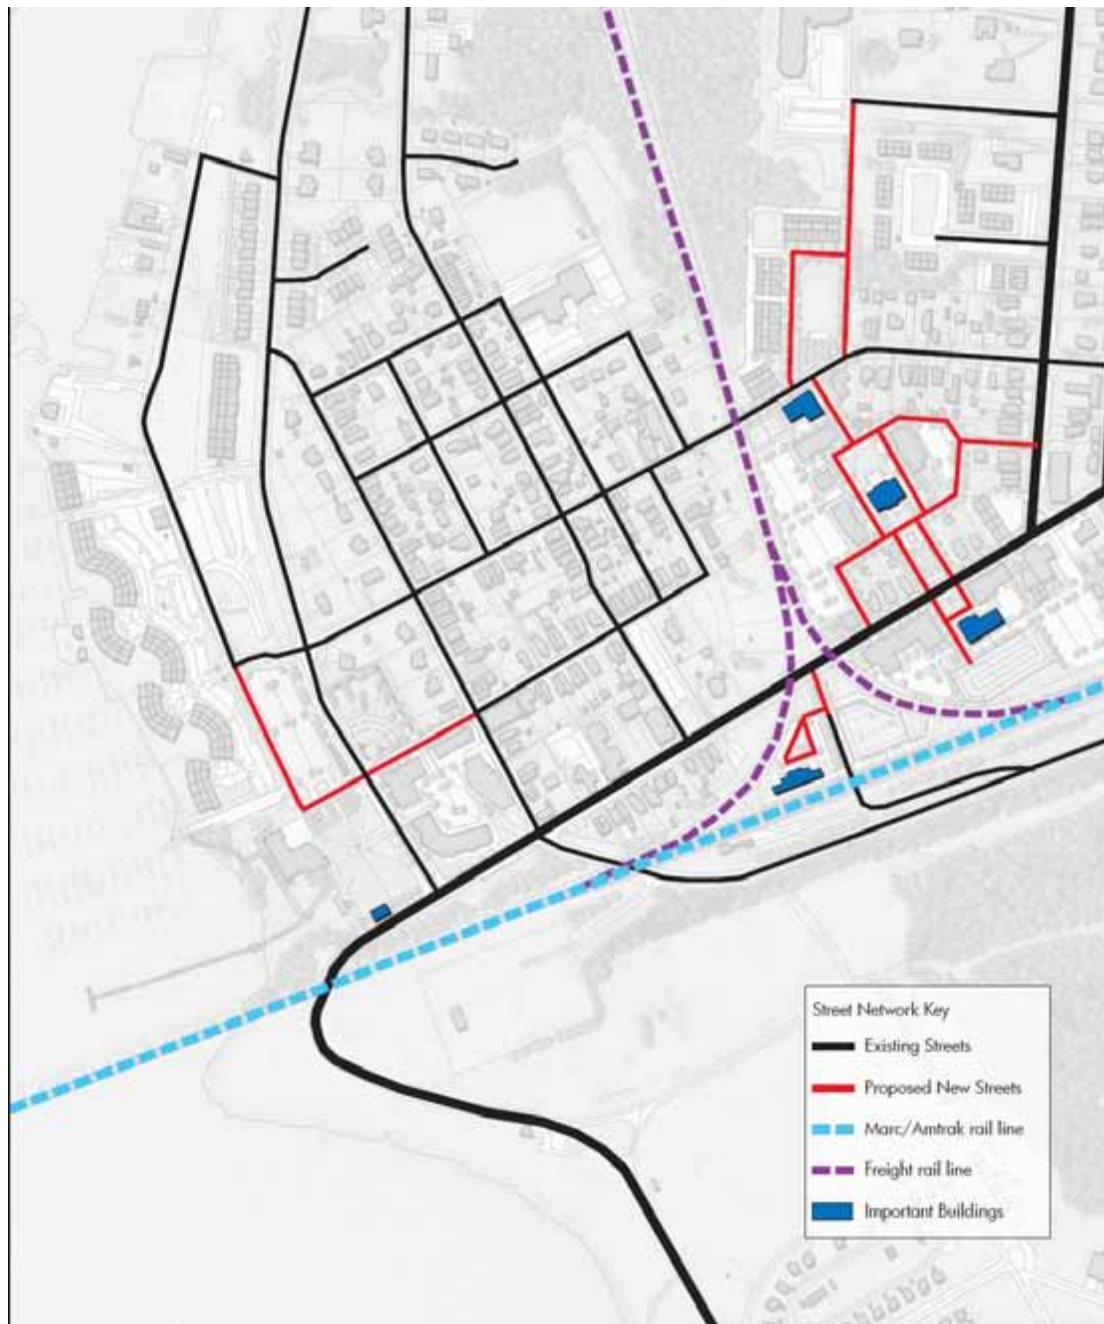 Street Network Key
Existing Streets
Proposed New Streets
Marc/Amtrak rail line
Freight rail line
Important Buildings